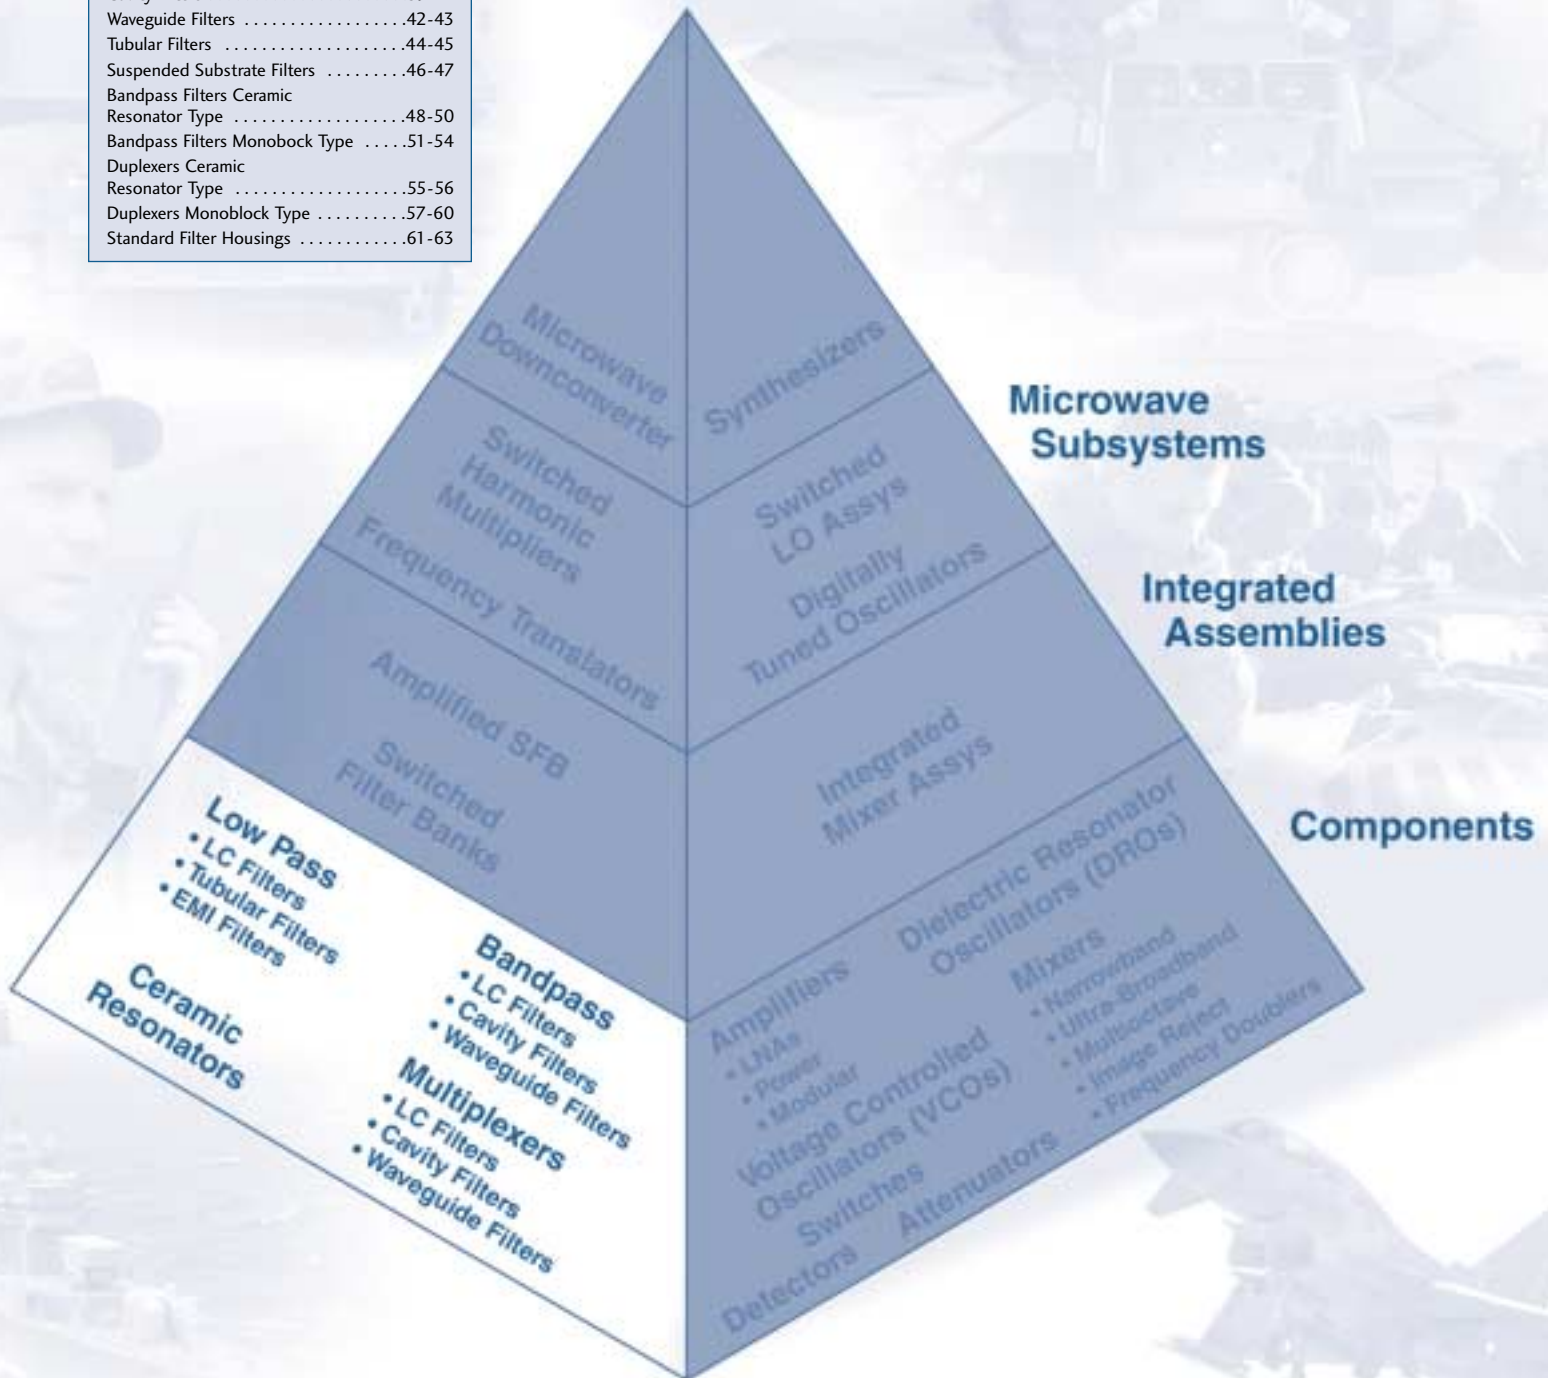 Waveguide Filters ...................42-43
Tubular Filters ....................44-45
Suspended Substrate Filters .........46-47
Bandpass Filters Ceramic
Resonator Type ...................48-50
Bandpass Filters Monobock Type .....51-54
Duplexers Ceramic
Resonator Type ...................55-56
Duplexers Monoblock Type ..........57-60
Standard Filter Housings ............61-63
Microwave
Downconverter
Synthesizers
Microwave
Subsystems
Switched
Harmonic
Multipliers
Frequency Translators
Switched
LO Assys
Digitally
Tuned Oscillators
Integrated
Assemblies
Amplified SFB
Switched
Filter Banks
Integrated
Mixer Assys
Components
Low Pass
• LC Filters
• Tubular Filters
• EMI Filters
Ceramic
Resonators
Bandpass
• LC Filters
• Cavity Filters
• Waveguide Filters
Multiplexers
• LC Filters
• Cavity Filters
• Waveguide Filters
Dielectric Resonator
Oscillators (DROs)
Amplifiers
• LNAs
• Power
• Modular
Mixers
• Narrowband
• Ultra-Broadband
• Multioctave
• Image Reject
• Frequency Doublers
Voltage Controlled
Oscillators (VCOs)
Switches
Attenuators
Detectors